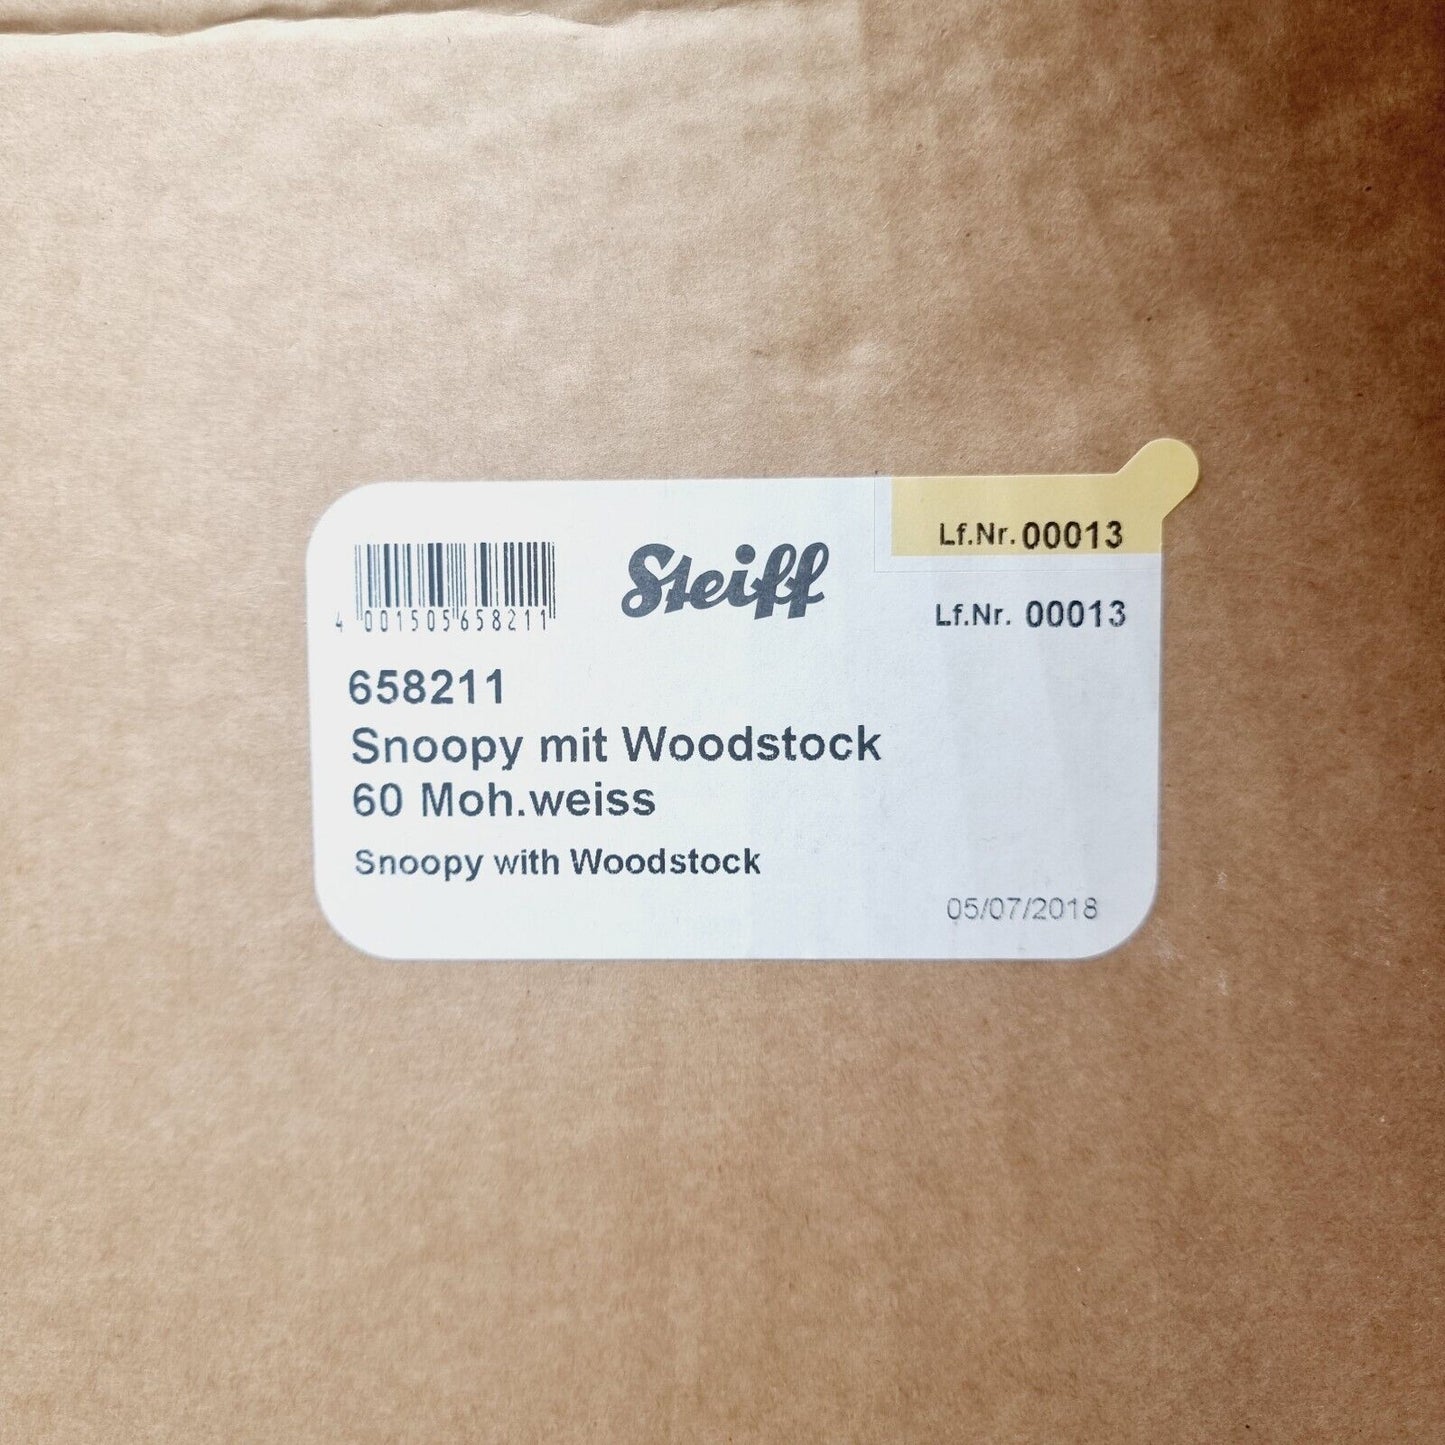 Lf.Nr. 00013
Steiff
Lf.Nr. 00013
4 001505 658211
658211
Snoopy mit Woodstock
60 Moh.weiss
Snoopy with Woodstock
05/07/2018